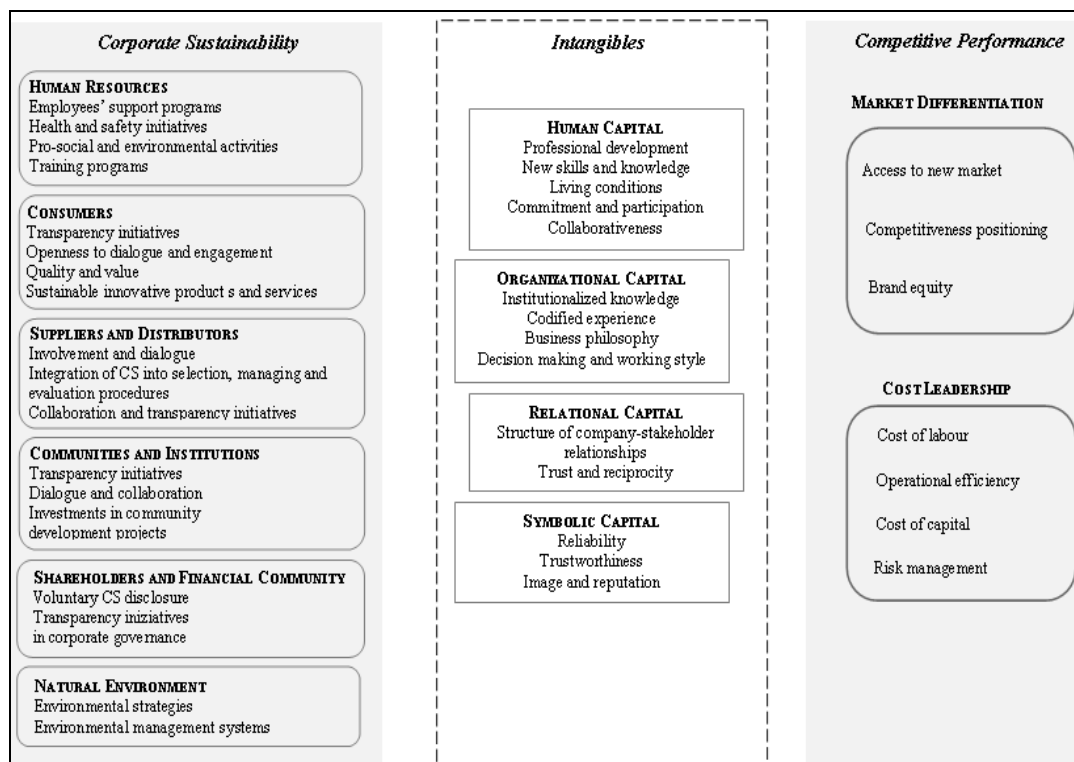 Corporate Sustainability
HUMAN RESOURCES
Employees' support programs
Health and safety initiatives
Pro-social and environmental activities
Training programs
CONSUMERS
Transparency initiatives
Openness to dialogue and engagement
Quality and value
Sustainable innovative product s and services
SUPPLIERS AND DISTRIBUTORS
Involvement and dialogue
Integration of CS into selection, managing and
evaluation procedures
Collaboration and transparency initiatives
COMMUNITIES AND INSTITUTIONS
Transparency initiatives
Dialogue and collaboration
Investments in community
development projects
SHAREHOLDERS AND FINANCIAL COMMUNITY
Voluntary CS disclosure
Transparency iniziatives
in corporate governance
NATURAL ENVIRONMENT
Environmental strategies
Environmental management systems
Intangibles
HUMAN CAPITAL
Professional development
New skills and knowledge
Living conditions
Commitment and participation
Collaborativeness
ORGANIZATIONAL CAPITAL
Institutionalized knowledge
Codified experience
Business philosophy
Decision making and working style
RELATIONAL CAPITAL
Structure of company-stakeholder
relationships
Trust and reciprocity
SYMBOLIC CAPITAL
Reliability
Trustworthiness
Image and reputation
Competitive Performance
MARKET DIFFERENTIATION
Access to new market
Competitiveness positioning
Brand equity
COST LEADERSHIP
Cost of labour
Operational efficiency
Cost of capital
Risk management